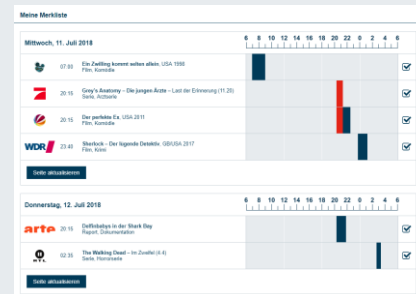 Meine Merkliste
Mittwoch, 11. Juli 2018
6 8 10 12 14 16 18 20 22 0 2 4 6
Ein Zwilling kommt selten allein, USA 1998
Film, Komödie
20:15
Grey's Anatomy – Die jungen Ärzte – Last der Erinnerung (11.20)
Serie, Arztserie
20:15
Der perfekte Ex, USA 2011
Film, Komödie
WDR
23:40
Sherlock – Der legende Detektiv, GB/USA 2017
Film, Krimi
Seite aktualisieren
Donnerstag, 12. Juli 2018
6 8 10 12 14 16 18 20 22 0 2 4 6
arte
20:15
Delfinbabys in der Shark Bay
Report, Dokumentation
RTL
02:35
The Walking Dead – Im Zweifel (4.4)
Serie, Horrorserie
Seite aktualisieren